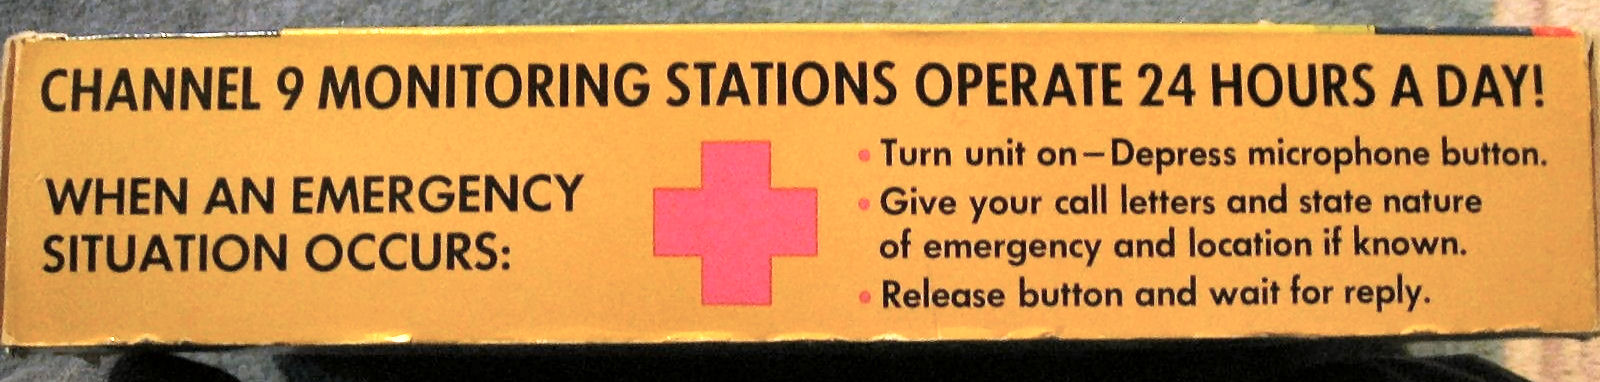 CHANNEL 9 MONITORING STATIONS OPERATE 24 HOURS A DAY!
WHEN AN EMERGENCY
SITUATION OCCURS:
• Turn unit on—Depress microphone button.
• Give your call letters and state nature
of emergency and location if known.
• Release button and wait for reply.